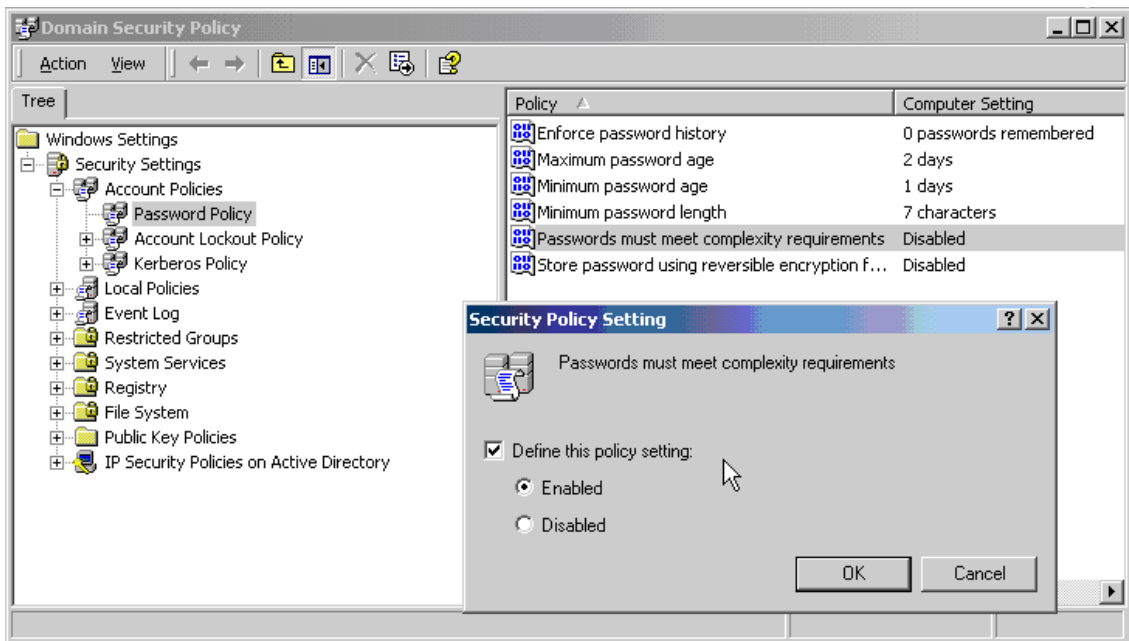 Domain Security Policy
Action View
Tree
Policy Computer Setting
Windows Settings
Security Settings
Account Policies
Password Policy
Account Lockout Policy
Kerberos Policy
Local Policies
Event Log
Restricted Groups
System Services
Registry
File System
Public Key Policies
IP Security Policies on Active Directory
Enforce password history 0 passwords remembered
Maximum password age 2 days
Minimum password age 1 days
Minimum password length 7 characters
Passwords must meet complexity requirements Disabled
Store password using reversible encryption f... Disabled
Security Policy Setting
Passwords must meet complexity requirements
Define this policy setting:
Enabled
Disabled
OK Cancel